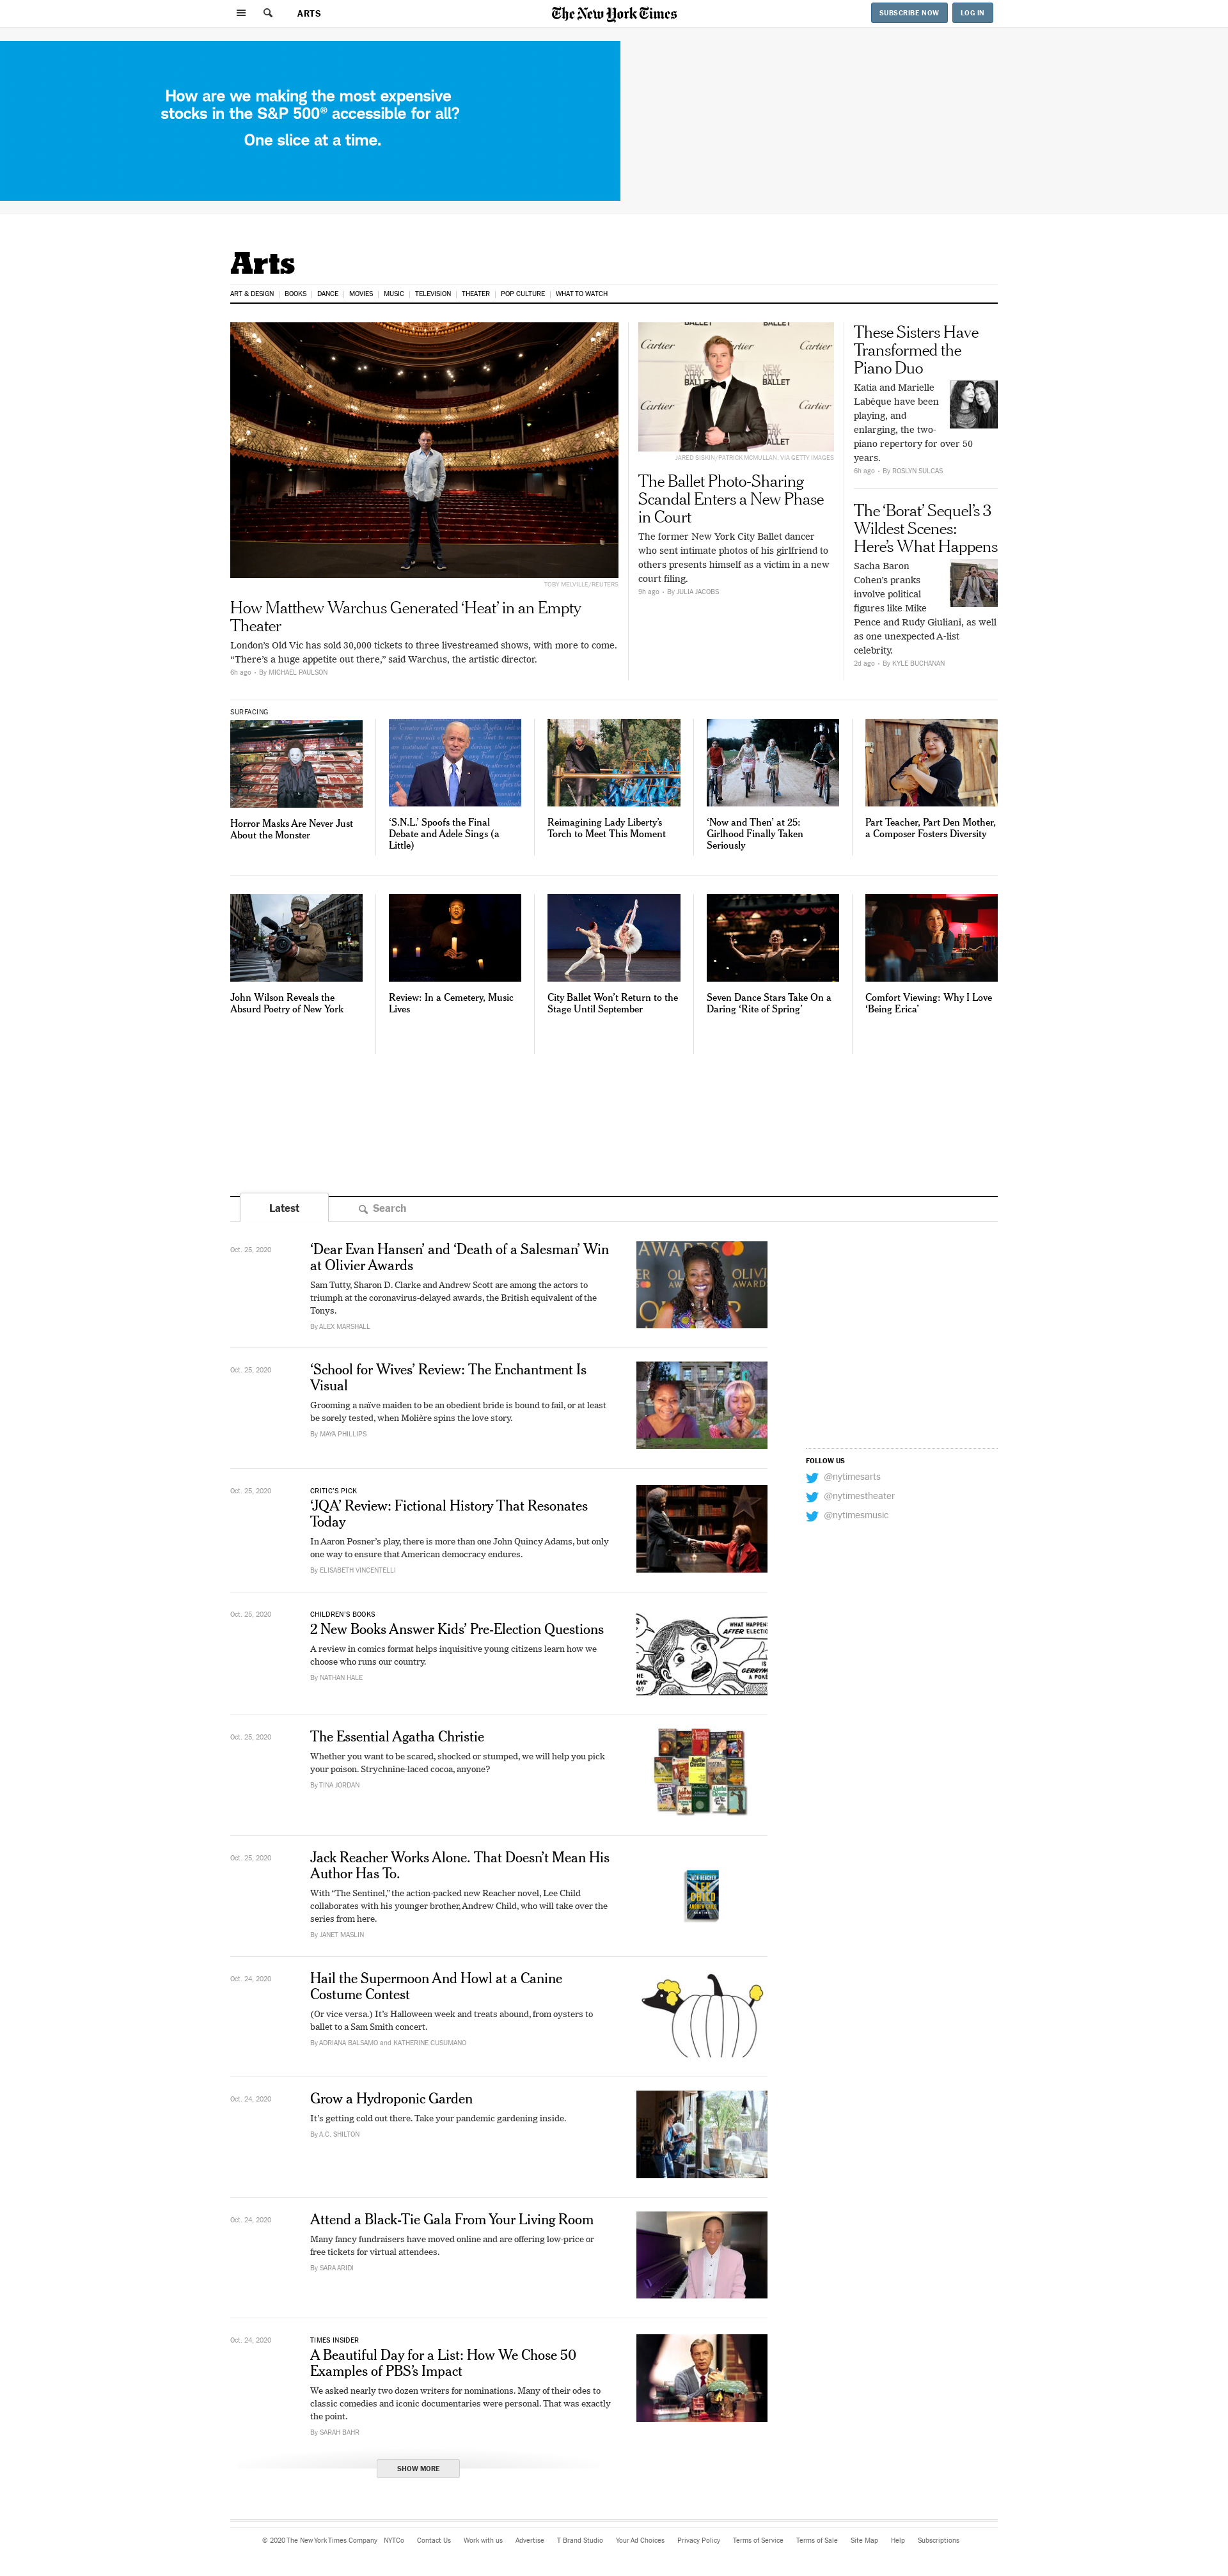 ARTS
The New York Times
SUBSCRIBE NOW
LOG IN
How are we making the most expensive
stocks in the S&P 500® accessible for all?
One slice at a time.
Arts
ART & DESIGN
BOOKS
DANCE
MOVIES
MUSIC
TELEVISION
THEATER
POP CULTURE
WHAT TO WATCH
TOBY MELVILLE/REUTERS
How Matthew Warchus Generated ‘Heat’ in an Empty
Theater
London’s Old Vic has sold 30,000 tickets to three livestreamed shows, with more to come.
“There’s a huge appetite out there,” said Warchus, the artistic director.
6h ago • By MICHAEL PAULSON
BALLET
BALLET
Cartier
Cartier
NEW YORK CITY BALLET
NEW YORK CITY BALLET
Cartier
Cartier
BALLET
JARED SISKIN/PATRICK MCMULLAN, VIA GETTY IMAGES
The Ballet Photo-Sharing
Scandal Enters a New Phase
in Court
The former New York City Ballet dancer
who sent intimate photos of his girlfriend to
others presents himself as a victim in a new
court filing.
9h ago • By JULIA JACOBS
These Sisters Have
Transformed the
Piano Duo
Katia and Marielle
Labèque have been
playing, and
enlarging, the two-
piano repertory for over 50
years.
6h ago • By ROSLYN SULCAS
The ‘Borat’ Sequel’s 3
Wildest Scenes:
Here’s What Happens
Sacha Baron
Cohen’s pranks
involve political
figures like Mike
Pence and Rudy Giuliani, as well
as one unexpected A-list
celebrity.
2d ago • By KYLE BUCHANAN
SURFACING
Horror Masks Are Never Just
About the Monster
‘S.N.L.’ Spoofs the Final
Debate and Adele Sings (a
Little)
Reimagining Lady Liberty’s
Torch to Meet This Moment
‘Now and Then’ at 25:
Girlhood Finally Taken
Seriously
Part Teacher, Part Den Mother,
a Composer Fosters Diversity
John Wilson Reveals the
Absurd Poetry of New York
Review: In a Cemetery, Music
Lives
City Ballet Won’t Return to the
Stage Until September
Seven Dance Stars Take On a
Daring ‘Rite of Spring’
Comfort Viewing: Why I Love
‘Being Erica’
Latest
Search
Oct. 25, 2020
‘Dear Evan Hansen’ and ‘Death of a Salesman’ Win
at Olivier Awards
Sam Tutty, Sharon D. Clarke and Andrew Scott are among the actors to
triumph at the coronavirus-delayed awards, the British equivalent of the
Tonys.
By ALEX MARSHALL
AWARDS
Oct. 25, 2020
‘School for Wives’ Review: The Enchantment Is
Visual
Grooming a naïve maiden to be an obedient bride is bound to fail, or at least
be sorely tested, when Molière spins the love story.
By MAYA PHILLIPS
FOLLOW US
@nytimesarts
@nytimestheater
@nytimesmusic
Oct. 25, 2020
CRITIC’S PICK
‘JQA’ Review: Fictional History That Resonates
Today
In Aaron Posner’s play, there is more than one John Quincy Adams, but only
one way to ensure that American democracy endures.
By ELISABETH VINCENTELLI
Oct. 25, 2020
CHILDREN’S BOOKS
2 New Books Answer Kids’ Pre-Election Questions
A review in comics format helps inquisitive young citizens learn how we
choose who runs our country.
By NATHAN HALE
WHAT HAPPENS
AFTER ELECTIO
IS
GERRYM
A POKÉ
Oct. 25, 2020
The Essential Agatha Christie
Whether you want to be scared, shocked or stumped, we will help you pick
your poison. Strychnine-laced cocoa, anyone?
By TINA JORDAN
Oct. 25, 2020
Jack Reacher Works Alone. That Doesn’t Mean His
Author Has To.
With “The Sentinel,” the action-packed new Reacher novel, Lee Child
collaborates with his younger brother, Andrew Child, who will take over the
series from here.
By JANET MASLIN
JACK REACHER
LEE
CHILD
ANDREW CHILD
SENTINEL
Oct. 24, 2020
Hail the Supermoon And Howl at a Canine
Costume Contest
(Or vice versa.) It’s Halloween week and treats abound, from oysters to
ballet to a Sam Smith concert.
By ADRIANA BALSAMO and KATHERINE CUSUMANO
Oct. 24, 2020
Grow a Hydroponic Garden
It’s getting cold out there. Take your pandemic gardening inside.
By A.C. SHILTON
Oct. 24, 2020
Attend a Black-Tie Gala From Your Living Room
Many fancy fundraisers have moved online and are offering low-price or
free tickets for virtual attendees.
By SARA ARIDI
Oct. 24, 2020
TIMES INSIDER
A Beautiful Day for a List: How We Chose 50
Examples of PBS’s Impact
We asked nearly two dozen writers for nominations. Many of their odes to
classic comedies and iconic documentaries were personal. That was exactly
the point.
By SARAH BAHR
SHOW MORE
© 2020 The New York Times Company
NYTCo
Contact Us
Work with us
Advertise
T Brand Studio
Your Ad Choices
Privacy Policy
Terms of Service
Terms of Sale
Site Map
Help
Subscriptions